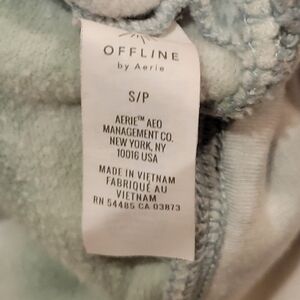 OFFLINE
by Aerie
S/P
AERIE™ AEO
MANAGEMENT CO.
NEW YORK, NY
10016 USA
MADE IN VIETNAM
FABRIQUÉ AU
VIETNAM
RN 54485 CA 03873